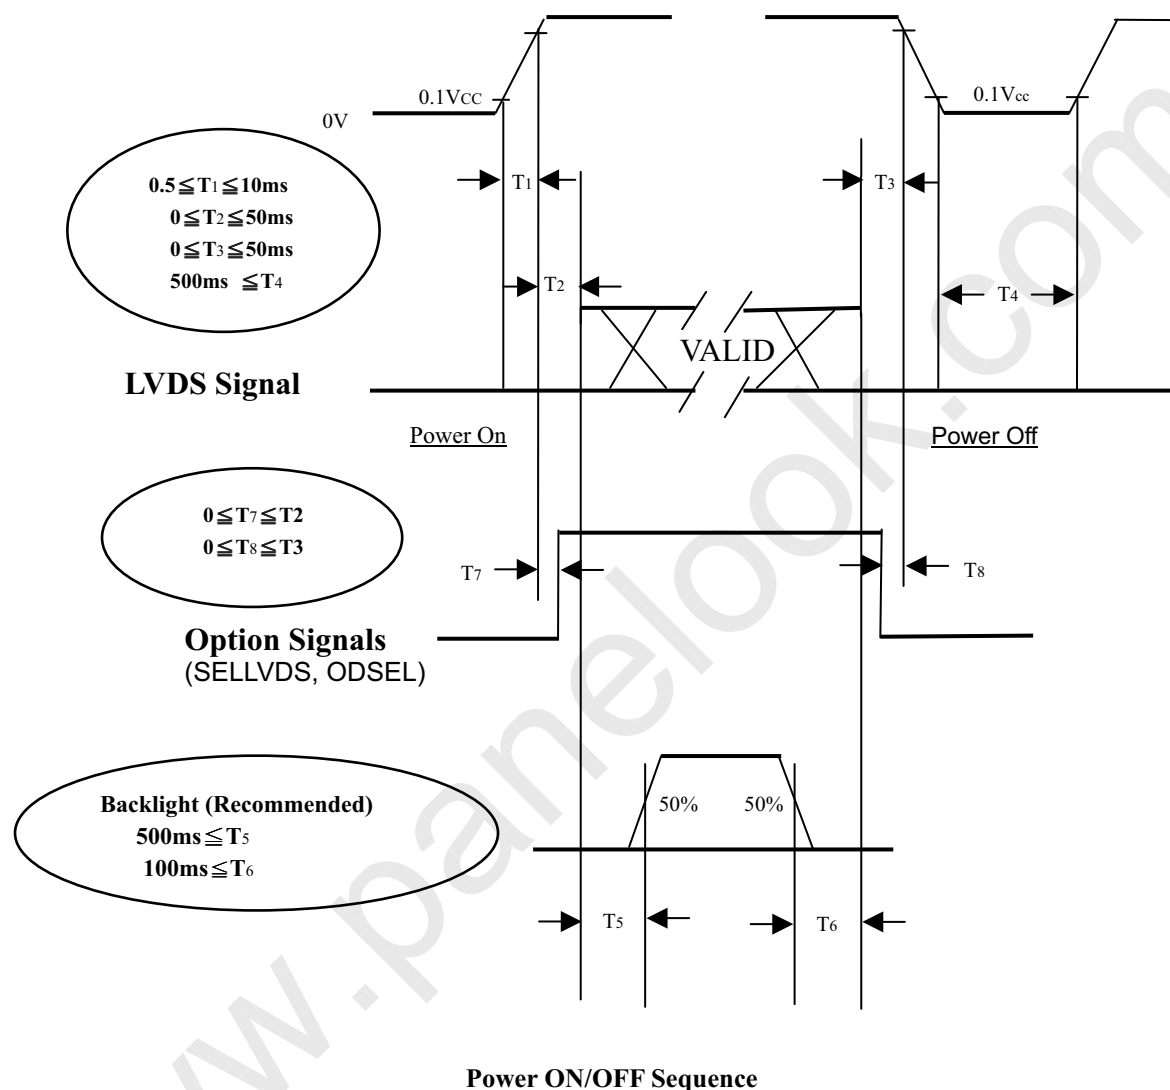 0.1VCC
0.1Vcc
0V
0.5≦T1≦10ms
0≦T2≦50ms
0≦T3≦50ms
500ms ≦T4
T1
T3
T2
T4
VALID
LVDS Signal
Power On
Power Off
0≦T7≦T2
0≦T8≦T3
T7
T8
Option Signals
(SELLVDS, ODSEL)
Backlight (Recommended)
500ms≦T5
100ms≦T6
50%
50%
T5
T6
Power ON/OFF Sequence
w.panelook.com